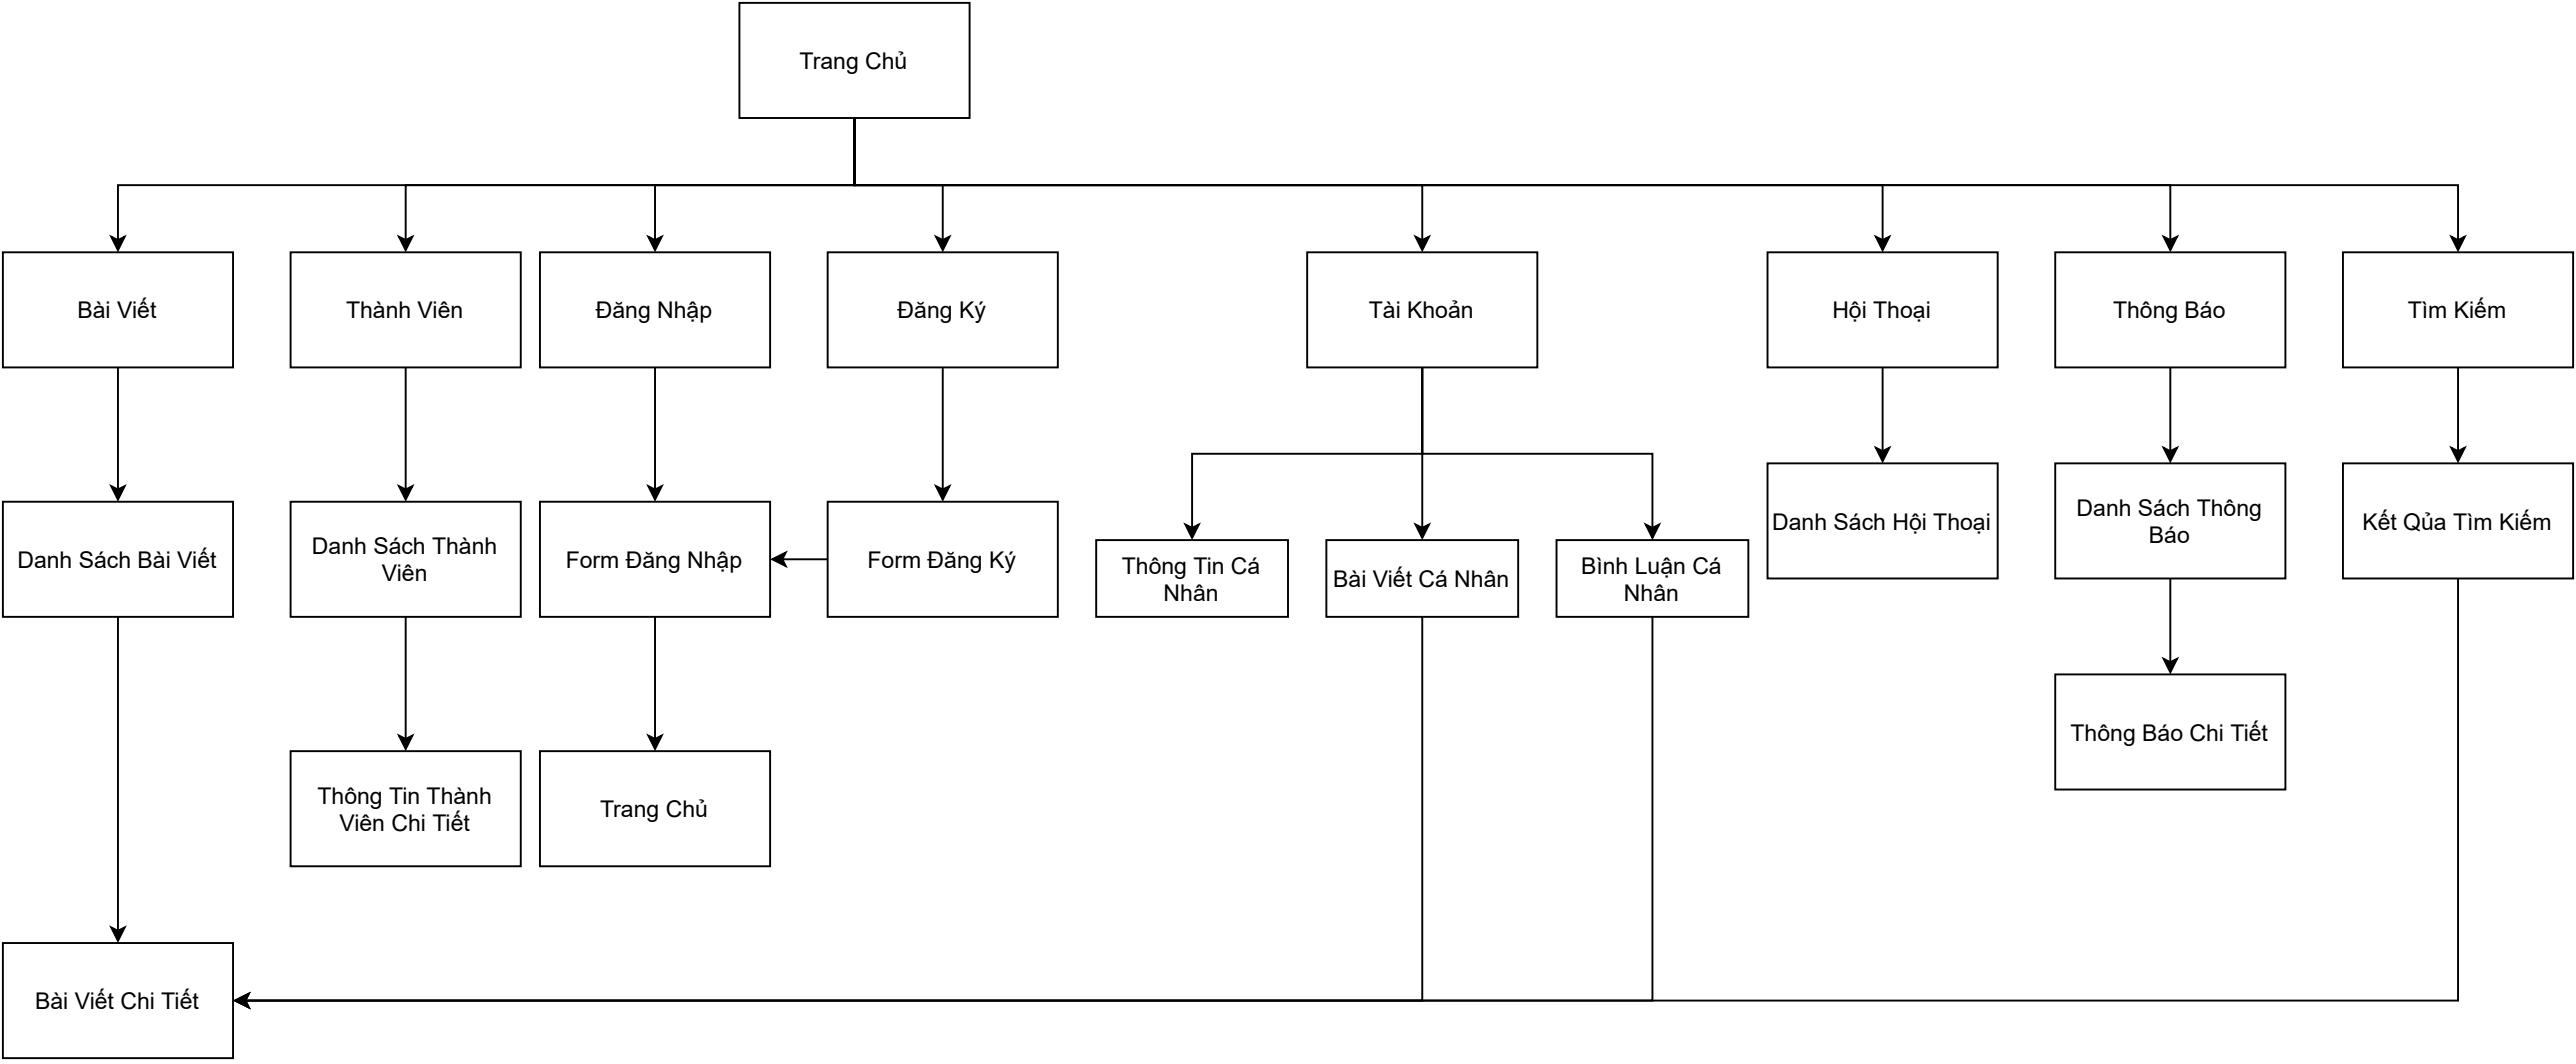 Trang Chủ
Bài Viết
Thành Viên
Đăng Nhập
Đăng Ký
Tài Khoản
Hội Thoại
Thông Báo
Tìm Kiếm
Danh Sách Bài Viết
Danh Sách Thành
Viên
Form Đăng Nhập
Form Đăng Ký
Thông Tin Cá
Nhân
Bài Viết Cá Nhân
Bình Luận Cá
Nhân
Danh Sách Hội Thoại
Danh Sách Thông
Báo
Kết Qủa Tìm Kiếm
Thông Tin Thành
Viên Chi Tiết
Trang Chủ
Thông Báo Chi Tiết
Bài Viết Chi Tiết